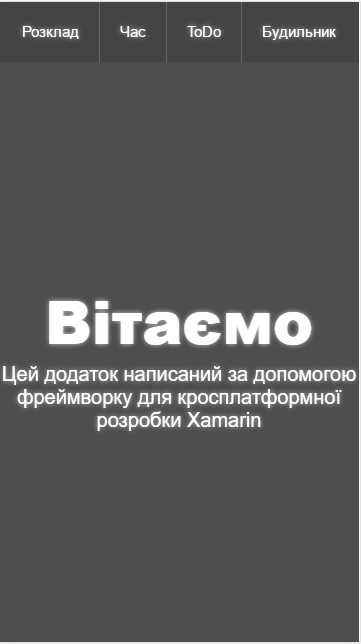 Розклад Час ToDo Будильник
Вітаємо
Цей додаток написаний за допомогою
фреймворку для кросплатформної
розробки Xamarin